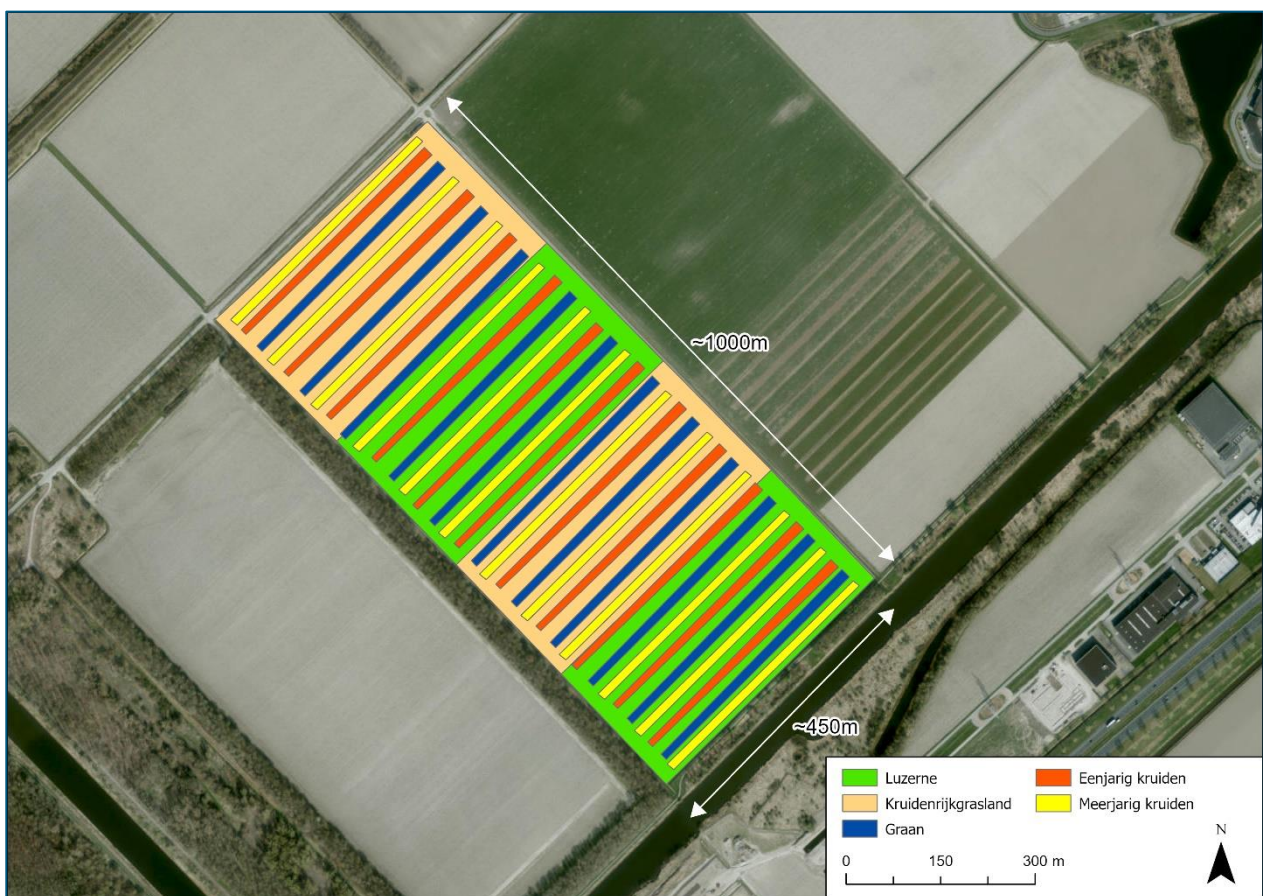 ~1000m
~450m
Luzerne
Kruidenrijkgrasland
Graan
Eenjarig kruiden
Meerjarig kruiden
N
0 150 300 m